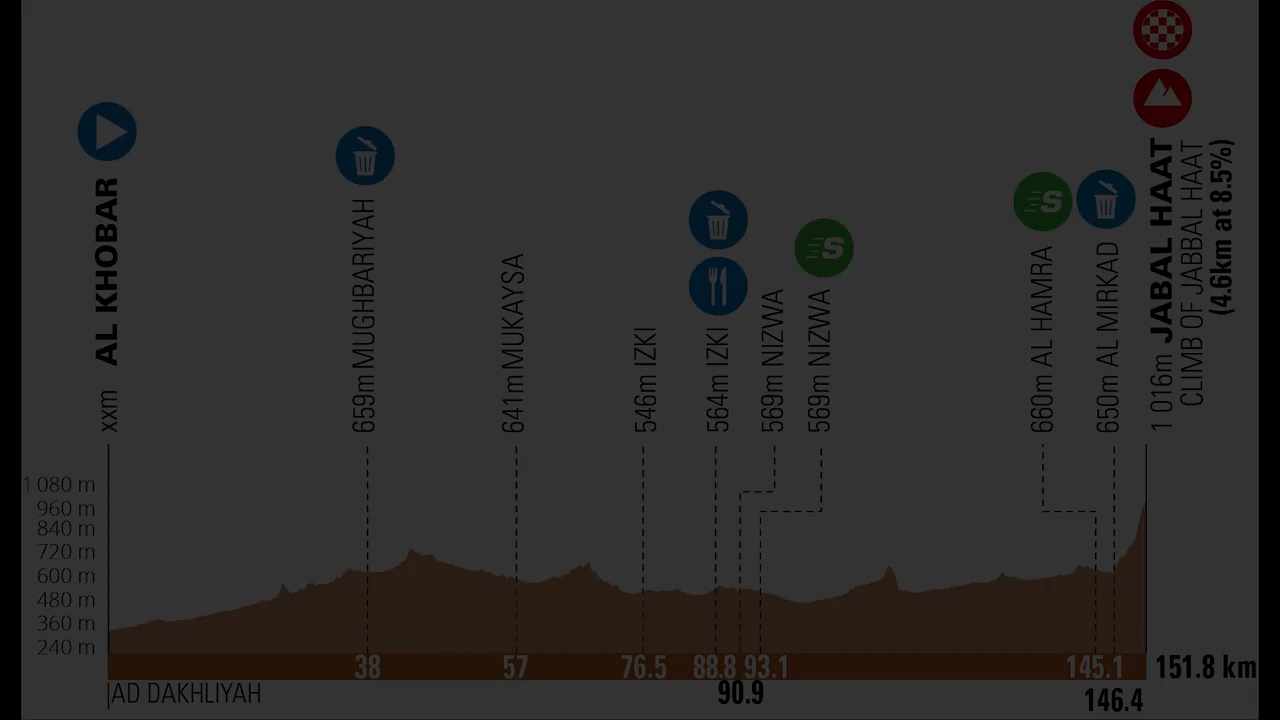 AL KHOBAR
xxm
659m MUGHBARIYAH
641m MUKAYSA
546m IZKI
564m IZKI
569m NIZWA
569m NIZWA
S
660m AL HAMRA
S
650m AL MIRKAD
1 016m JABAL HAAT
CLIMB OF JABBAL HAAT
(4.6km at 8.5%)
1 080 m
960 m
840 m
720 m
600 m
480 m
360 m
240 m
38
57
76.5
88.8
93.1
145.1
151.8 km
AD DAKHLIYAH
90.9
146.4